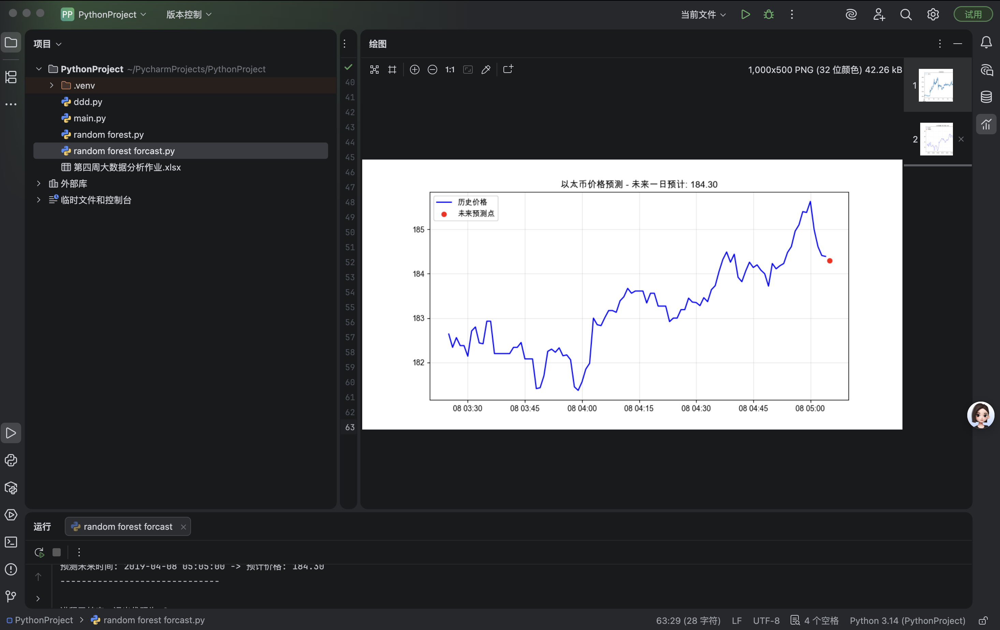 PP PythonProject 版本控制 当前文件 试用
项目
PythonProject ~/PycharmProjects/PythonProject
.venv
ddd.py
main.py
random forest.py
random forest forcast.py
第四周大数据分析作业.xlsx
外部库
临时文件和控制台
40
41
42
43
44
45
46
47
48
49
50
51
52
53
54
55
56
57
58
59
60
61
62
63
绘图
1:1 1,000x500 PNG (32 位颜色) 42.26 kB
1
2
以太币价格预测 - 未来一日预计: 184.30
历史价格
未来预测点
185
184
183
182
08 03:30 08 03:45 08 04:00 08 04:15 08 04:30 08 04:45 08 05:00
运行 random forest forcast
预测未来时间: 2019-04-08 05:05:00 -> 预计价格: 184.30
------------------------------
PythonProject > random forest forcast.py 63:29 (28 字符) LF UTF-8 4 个空格 Python 3.14 (PythonProject)